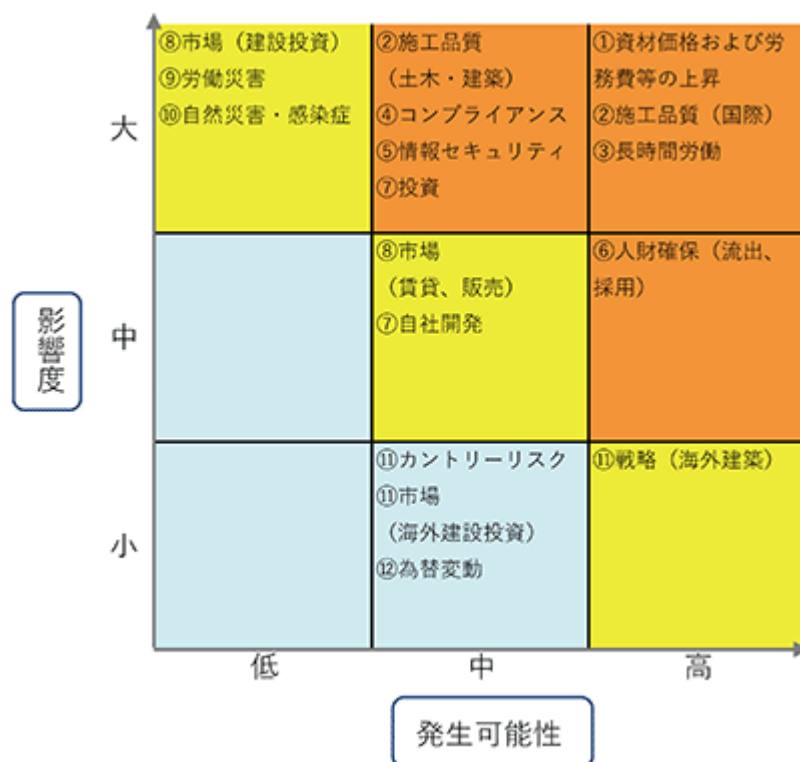 ⑧市場（建設投資）
⑨労働災害
⑩自然災害・感染症
②施工品質
（土木・建築）
④コンプライアンス
⑤情報セキュリティ
⑦投資
①資材価格および労
務費等の上昇
②施工品質（国際）
③長時間労働
大
⑧市場
（賃貸、販売）
⑦自社開発
⑥人財確保（流出、
採用）
影響度
中
⑪カントリーリスク
⑪市場
（海外建設投資）
⑫為替変動
⑪戦略（海外建築）
小
低
中
高
発生可能性